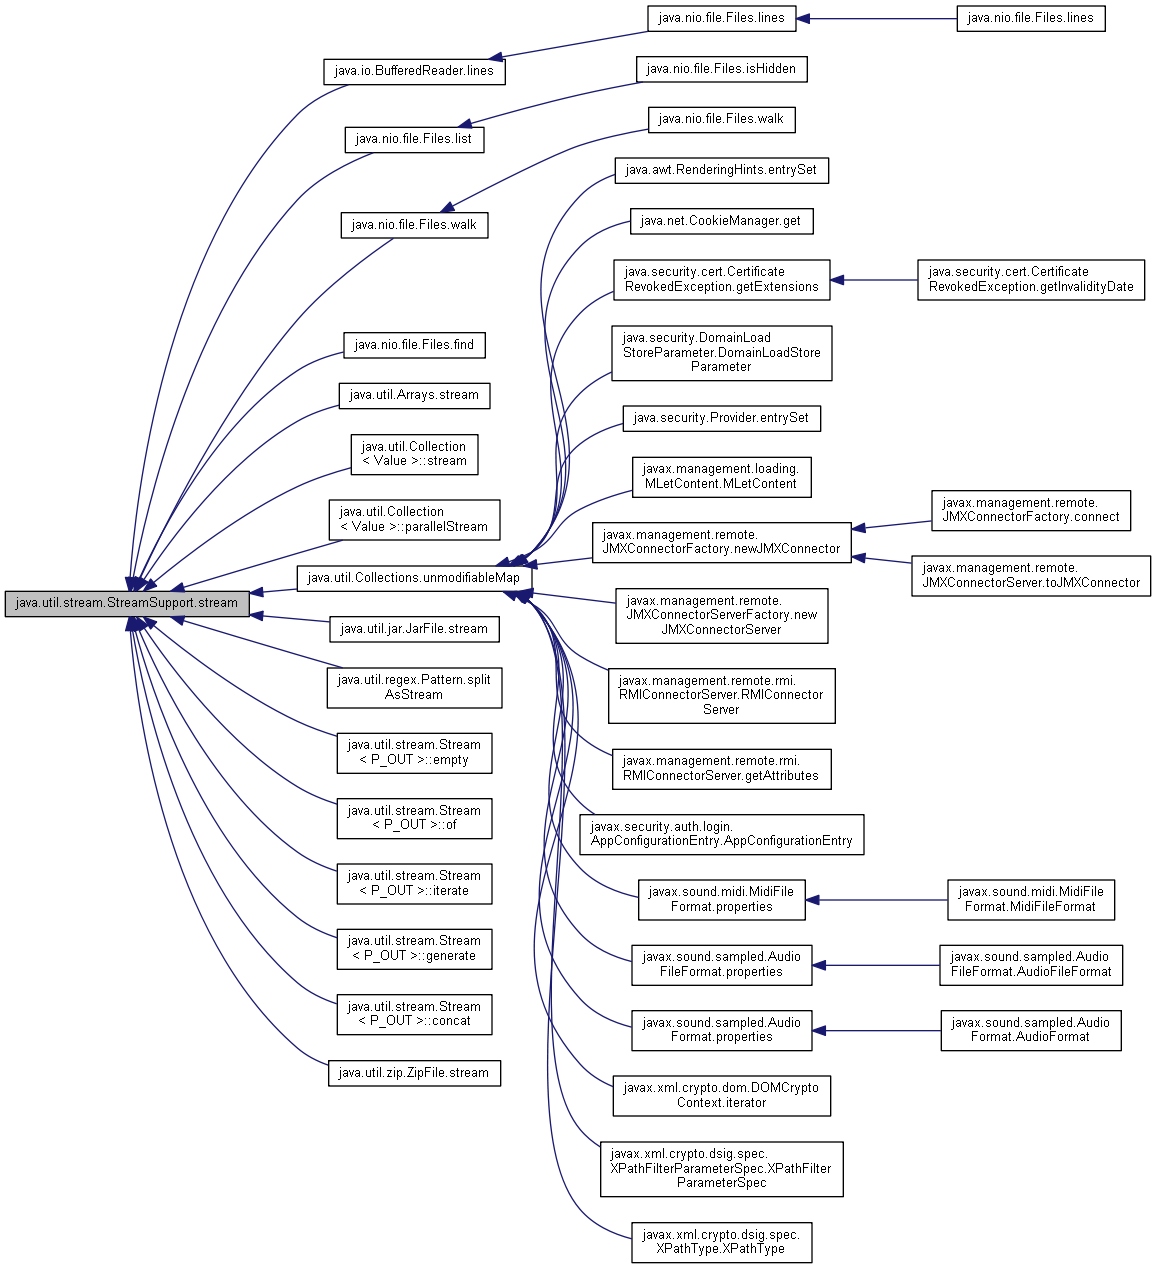 java.util.stream.StreamSupport.stream
java.io.BufferedReader.lines
java.nio.file.Files.list
java.nio.file.Files.walk
java.nio.file.Files.find
java.util.Arrays.stream
java.util.Collection
< Value >::stream
java.util.Collection
< Value >::parallelStream
java.util.Collections.unmodifiableMap
java.util.jar.JarFile.stream
java.util.regex.Pattern.split
AsStream
java.util.stream.Stream
< P_OUT >::empty
java.util.stream.Stream
< P_OUT >::of
java.util.stream.Stream
< P_OUT >::iterate
java.util.stream.Stream
< P_OUT >::generate
java.util.stream.Stream
< P_OUT >::concat
java.util.zip.ZipFile.stream
java.nio.file.Files.lines
java.nio.file.Files.isHidden
java.nio.file.Files.walk
java.awt.RenderingHints.entrySet
java.net.CookieManager.get
java.security.cert.Certificate
RevokedException.getExtensions
java.security.DomainLoad
StoreParameter.DomainLoadStore
Parameter
java.security.Provider.entrySet
javax.management.loading.
MLetContent.MLetContent
javax.management.remote.
JMXConnectorFactory.newJMXConnector
javax.management.remote.
JMXConnectorServerFactory.new
JMXConnectorServer
javax.management.remote.rmi.
RMIConnectorServer.RMIConnector
Server
javax.management.remote.rmi.
RMIConnectorServer.getAttributes
javax.security.auth.login.
AppConfigurationEntry.AppConfigurationEntry
javax.sound.midi.MidiFile
Format.properties
javax.sound.sampled.Audio
FileFormat.properties
javax.sound.sampled.Audio
Format.properties
javax.xml.crypto.dom.DOMCrypto
Context.iterator
javax.xml.crypto.dsig.spec.
XPathFilterParameterSpec.XPathFilter
ParameterSpec
javax.xml.crypto.dsig.spec.
XPathType.XPathType
java.nio.file.Files.lines
java.security.cert.Certificate
RevokedException.getInvalidityDate
javax.management.remote.
JMXConnectorFactory.connect
javax.management.remote.
JMXConnectorServer.toJMXConnector
javax.sound.midi.MidiFile
Format.MidiFileFormat
javax.sound.sampled.Audio
FileFormat.AudioFileFormat
javax.sound.sampled.Audio
Format.AudioFormat